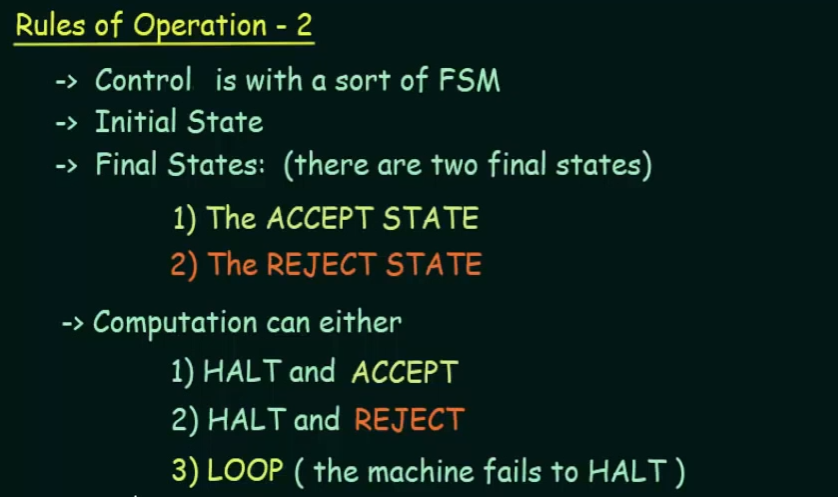 Rules of Operation - 2
-> Control is with a sort of FSM
-> Initial State
-> Final States: (there are two final states)
1) The ACCEPT STATE
2) The REJECT STATE
-> Computation can either
1) HALT and ACCEPT
2) HALT and REJECT
3) LOOP ( the machine fails to HALT )